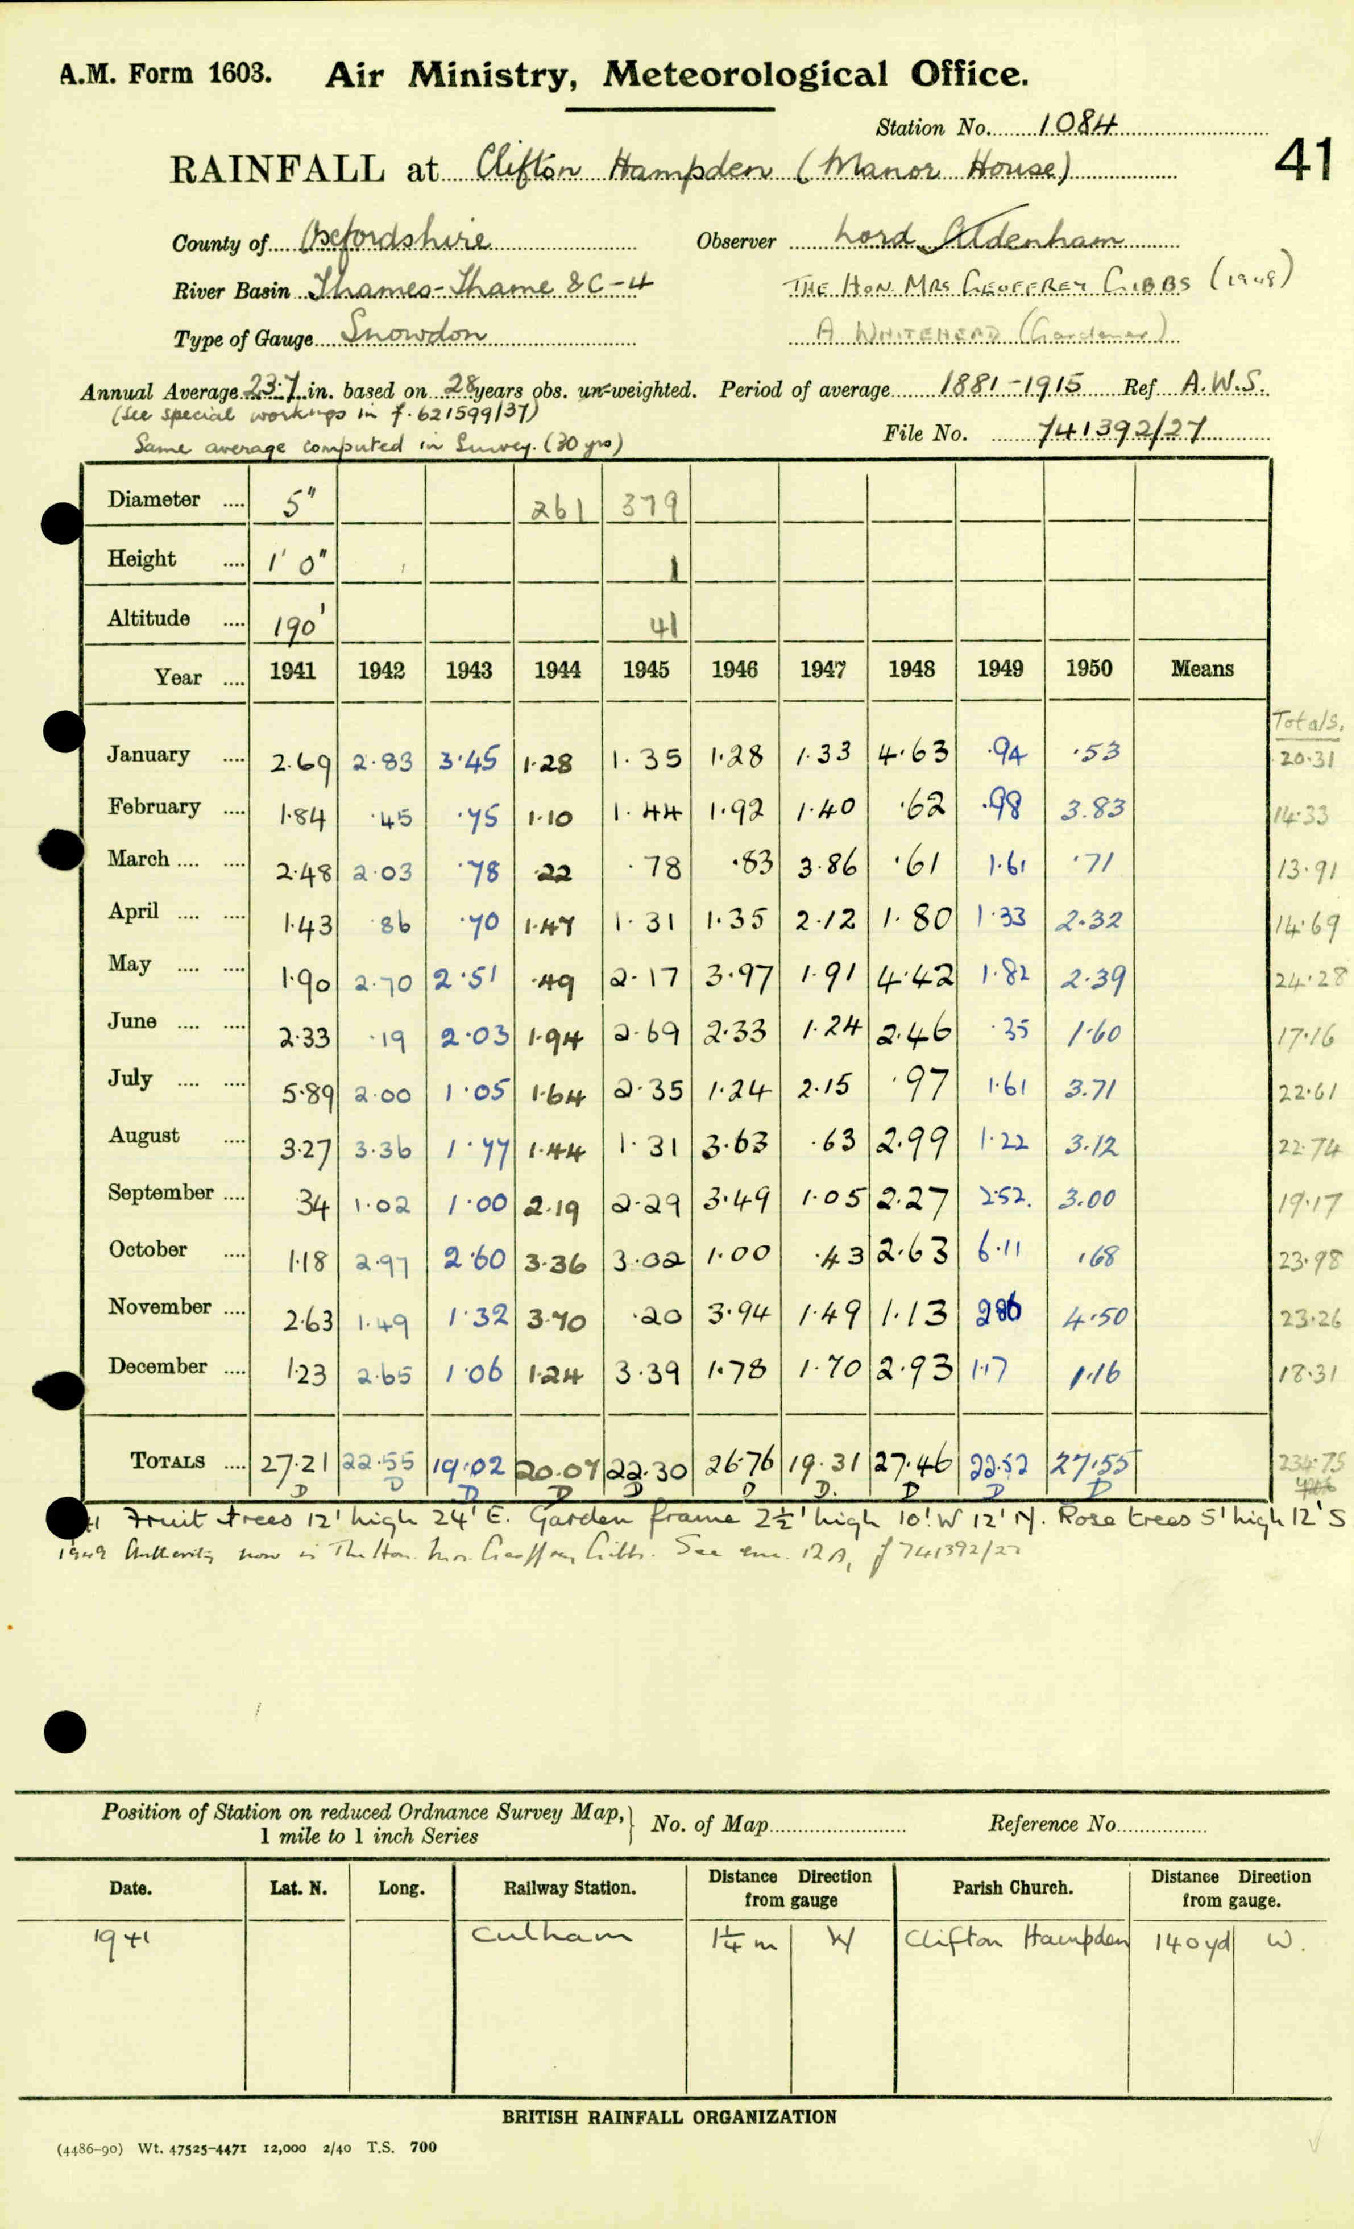 A.M. Form 1603. Air Ministry, Meteorological Office.
Station No. 1084
41
RAINFALL at Clifton Hampden (Manor House)
County of Oxfordshire Observer Lord Aldenham
River Basin Thames-Thame &C-4 THE HON. MRS GEOFFREY GIBBS (1948)
Type of Gauge Snowdon A WHITEHEAD (Gardener)
Annual Average 23.7 in. based on 28 years obs. un-weighted. Period of average 1881-1915 Ref A.W.S.
(See special workings in f. 621599/37)
File No. 741392/27
Same average computed in Survey. (30 yrs)
Diameter .... 5" 261 379
Height .... 1' 0" 1
Altitude .... 190' 41
Year .... 1941 1942 1943 1944 1945 1946 1947 1948 1949 1950 Means
Totals.
January .... 2.69 2.83 3.45 1.28 1.35 1.28 1.33 4.63 .94 .53 20.31
February .... 1.84 .45 .75 1.10 1.44 1.92 1.40 .62 .98 3.83 14.33
March .... .... 2.48 2.03 .78 .22 .78 .83 3.86 .61 1.61 .71 13.91
April .... .... 1.43 .86 .70 1.47 1.31 1.35 2.12 1.80 1.33 2.32 14.69
May .... .... 1.90 2.70 2.51 .49 2.17 3.97 1.91 4.42 1.82 2.39 24.28
June .... .... 2.33 .19 2.03 1.94 2.69 2.33 1.24 2.46 .35 1.60 17.16
July .... .... 5.89 2.00 1.05 1.64 2.35 1.24 2.15 .97 1.61 3.71 22.61
August .... 3.27 3.36 1.77 1.44 1.31 3.63 .63 2.99 1.22 3.12 22.74
September .... 34 1.02 1.00 2.19 2.29 3.49 1.05 2.27 2.52. 3.00 19.17
October .... 1.18 2.97 2.60 3.36 3.02 1.00 .43 2.63 6.11 .68 23.98
November .... 2.63 1.49 1.32 3.70 .20 3.94 1.49 1.13 2.86 4.50 23.26
December .... 1.23 2.65 1.06 1.24 3.39 1.78 1.70 2.93 1.17 1.16 18.31
TOTALS .... 27.21 22.55 19.02 20.07 22.30 26.76 19.31 27.46 22.52 27.55 234.75
D D D D D D D. D D D
41 Fruit trees 12' high 24' E. Garden frame 2½' high 10' W 12' N. Rose trees 5' high 12' S
1949 Authority now is The Hon. Mrs. Geoffrey Gibbs. See enc. 12A, f 741392/27
Position of Station on reduced Ordnance Survey Map, } No. of Map Reference No.
1 mile to 1 inch Series
Date. Lat. N. Long. Railway Station. Distance Direction from gauge Parish Church. Distance Direction from gauge.
1941 Culham 1¼ m W Clifton Hampden 140 yd W.
BRITISH RAINFALL ORGANIZATION
(4486-90) Wt. 47525-4471 12,000 2/40 T.S. 700